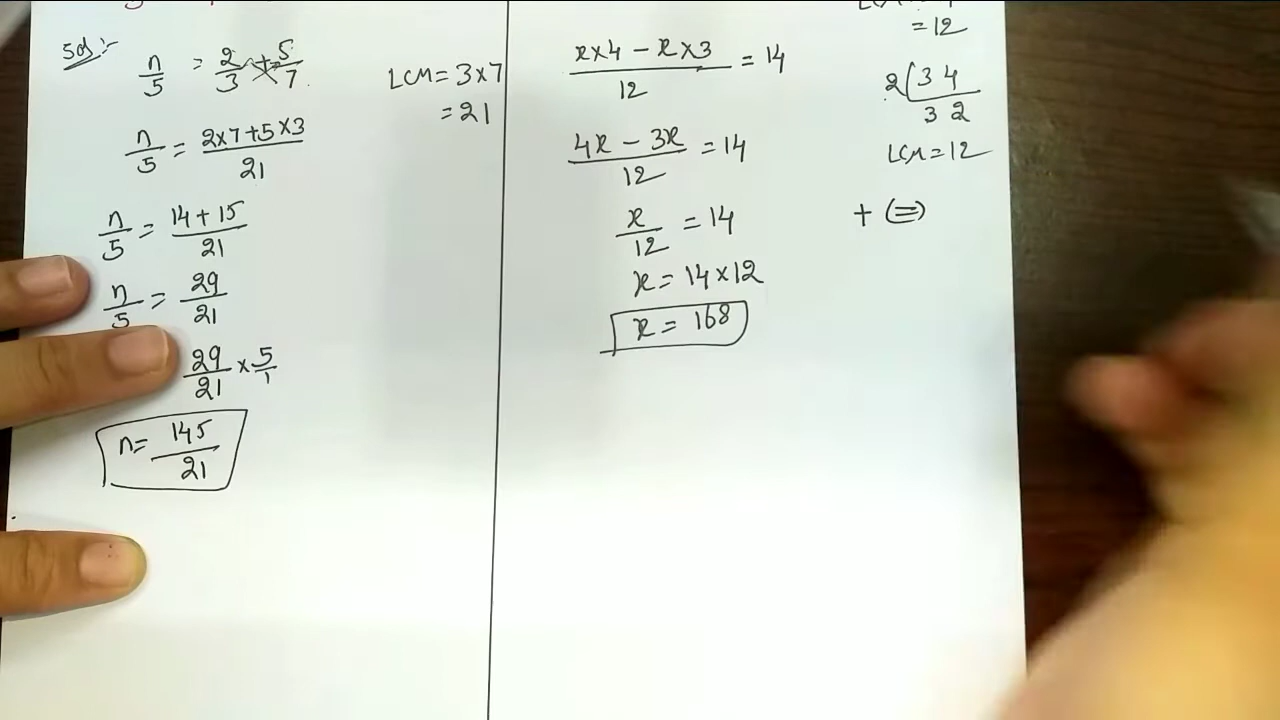 Sol:-
n/5 = 2/3 + 5/7
LCM = 3×7
= 21
n/5 = 2×7+5×3/21
n/5 = 14+15/21
n/5 = 29/21
29/21 × 5/1
n= 145/21
x×4 – x×3/12 = 14
4x – 3x/12 = 14
x/12 = 14
x = 14×12
x = 168
= 12
2(3 4
3 2
LCM = 12
+ (=)